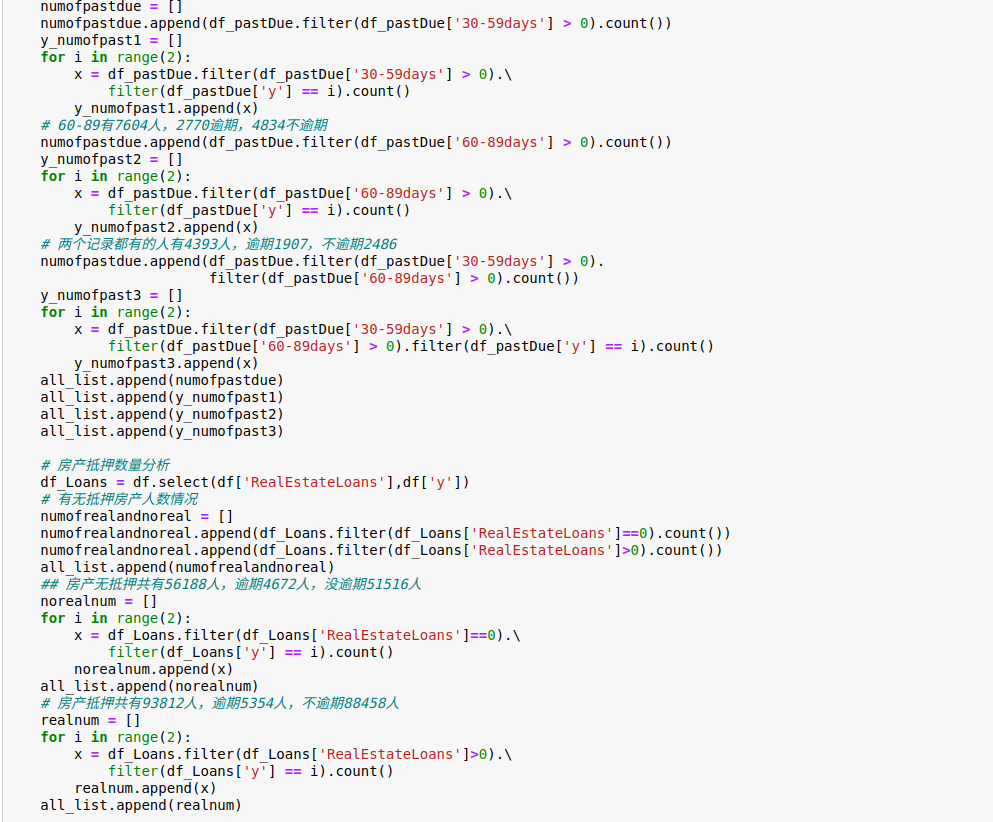 numofpastdue = []
numofpastdue.append(df_pastDue.filter(df_pastDue['30-59days'] > 0).count())
y_numofpast1 = []
for i in range(2):
    x = df_pastDue.filter(df_pastDue['30-59days'] > 0).\
        filter(df_pastDue['y'] == i).count()
    y_numofpast1.append(x)
# 60-89有7604人，2770逾期，4834不逾期
numofpastdue.append(df_pastDue.filter(df_pastDue['60-89days'] > 0).count())
y_numofpast2 = []
for i in range(2):
    x = df_pastDue.filter(df_pastDue['60-89days'] > 0).\
        filter(df_pastDue['y'] == i).count()
    y_numofpast2.append(x)
# 两个记录都有的人有4393人，逾期1907，不逾期2486
numofpastdue.append(df_pastDue.filter(df_pastDue['30-59days'] > 0).
                    filter(df_pastDue['60-89days'] > 0).count())
y_numofpast3 = []
for i in range(2):
    x = df_pastDue.filter(df_pastDue['30-59days'] > 0).\
        filter(df_pastDue['60-89days'] > 0).filter(df_pastDue['y'] == i).count()
    y_numofpast3.append(x)
all_list.append(numofpastdue)
all_list.append(y_numofpast1)
all_list.append(y_numofpast2)
all_list.append(y_numofpast3)

# 房产抵押数量分析
df_Loans = df.select(df['RealEstateLoans'],df['y'])
# 有无抵押房产人数情况
numofrealandnoreal = []
numofrealandnoreal.append(df_Loans.filter(df_Loans['RealEstateLoans']==0).count())
numofrealandnoreal.append(df_Loans.filter(df_Loans['RealEstateLoans']>0).count())
all_list.append(numofrealandnoreal)
## 房产无抵押共有56188人，逾期4672人，没逾期51516人
norealnum = []
for i in range(2):
    x = df_Loans.filter(df_Loans['RealEstateLoans']==0).\
        filter(df_Loans['y'] == i).count()
    norealnum.append(x)
all_list.append(norealnum)
# 房产抵押共有93812人，逾期5354人，不逾期88458人
realnum = []
for i in range(2):
    x = df_Loans.filter(df_Loans['RealEstateLoans']>0).\
        filter(df_Loans['y'] == i).count()
    realnum.append(x)
all_list.append(realnum)